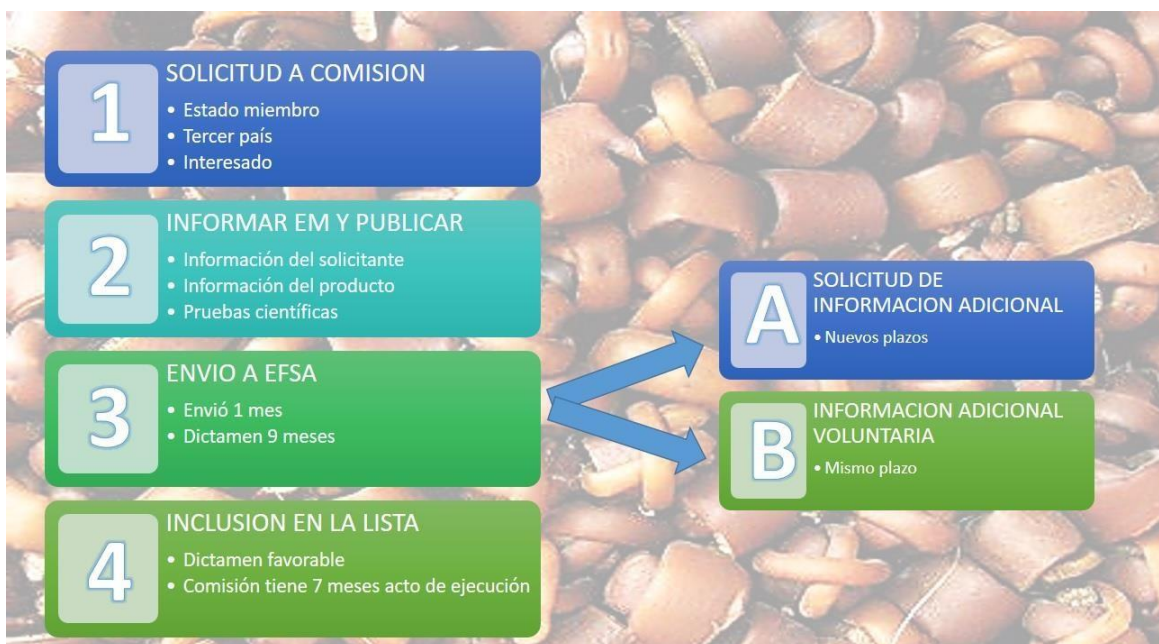 1
SOLICITUD A COMISION
• Estado miembro
• Tercer país
• Interesado
2
INFORMAR EM Y PUBLICAR
• Información del solicitante
• Información del producto
• Pruebas científicas
3
ENVIO A EFSA
• Envió 1 mes
• Dictamen 9 meses
4
INCLUSION EN LA LISTA
• Dictamen favorable
• Comisión tiene 7 meses acto de ejecución
A
SOLICITUD DE
INFORMACION ADICIONAL
• Nuevos plazos
B
INFORMACION ADICIONAL
VOLUNTARIA
• Mismo plazo